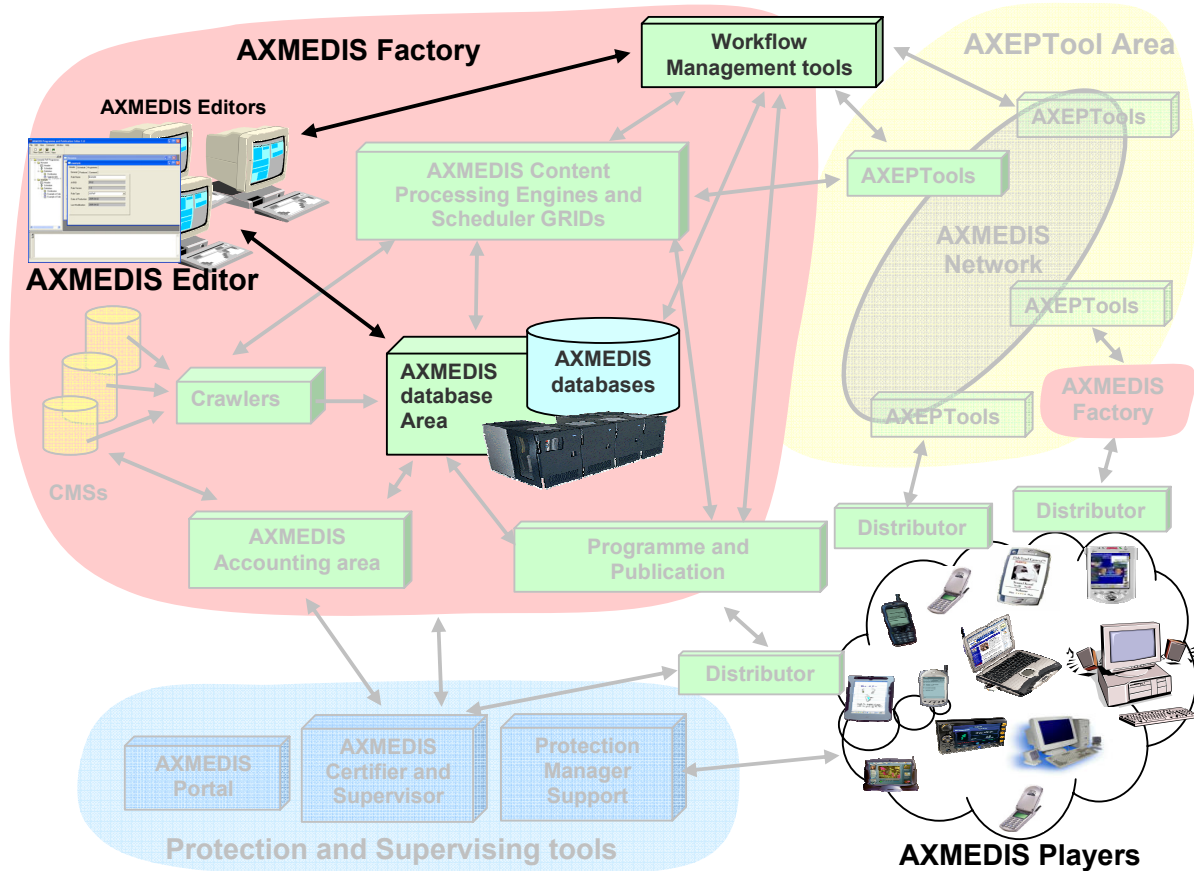 AXMEDIS Factory
Workflow
Management tools
AXEPTool Area
AXMEDIS Editors
AXEPTools
AXMEDIS Content
Processing Engines and
Scheduler GRIDs
AXEPTools
AXMEDIS
Network
AXMEDIS Editor
AXEPTools
AXMEDIS
database
Area
AXMEDIS
databases
Crawlers
AXMEDIS
Factory
AXEPTools
CMSs
Distributor
Distributor
AXMEDIS
Accounting area
Programme and
Publication
Distributor
AXMEDIS
Portal
AXMEDIS
Certifier and
Supervisor
Protection
Manager
Support
Protection and Supervising tools
AXMEDIS Players